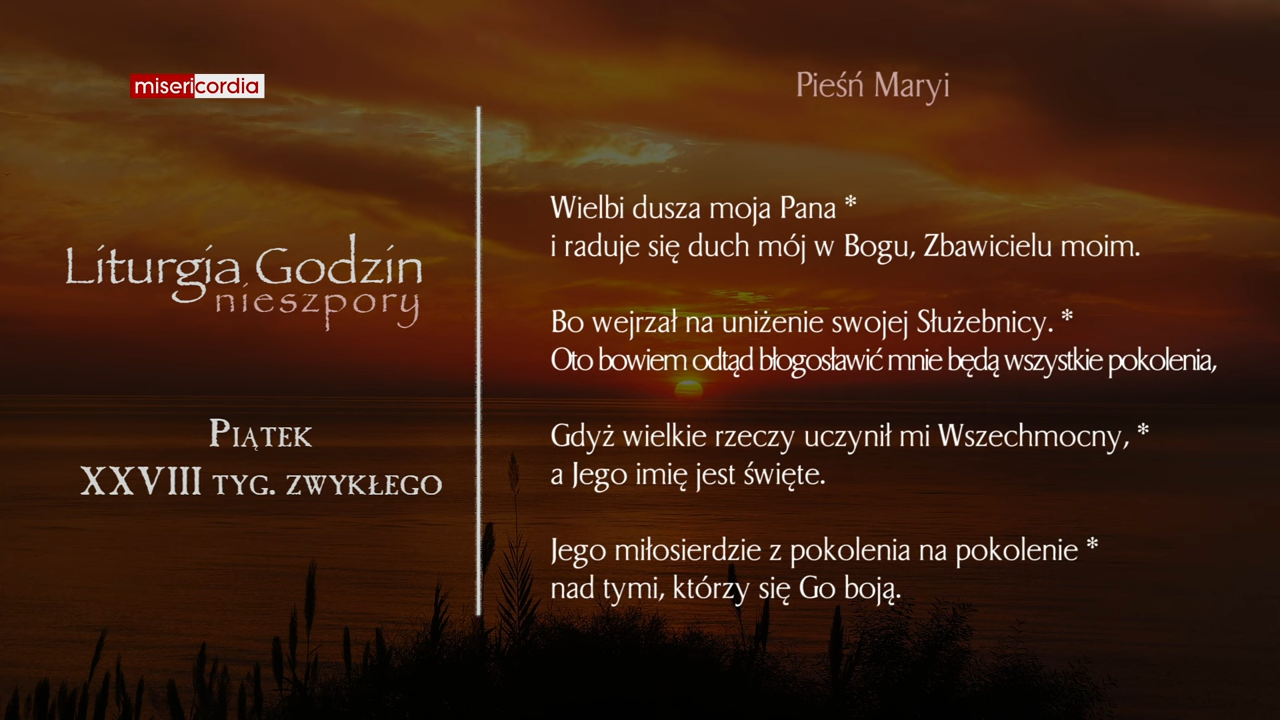 misericordia
Liturgia Godzin
nieszpory
Piątek
XXVIII tyg. zwykłego
Pieśń Maryi
Wielbi dusza moja Pana *
i raduje się duch mój w Bogu, Zbawicielu moim.
Bo wejrzał na uniżenie swojej Służebnicy. *
Oto bowiem odtąd błogosławić mnie będą wszystkie pokolenia,
Gdyż wielkie rzeczy uczynił mi Wszechmocny, *
a Jego imię jest święte.
Jego miłosierdzie z pokolenia na pokolenie *
nad tymi, którzy się Go boją.